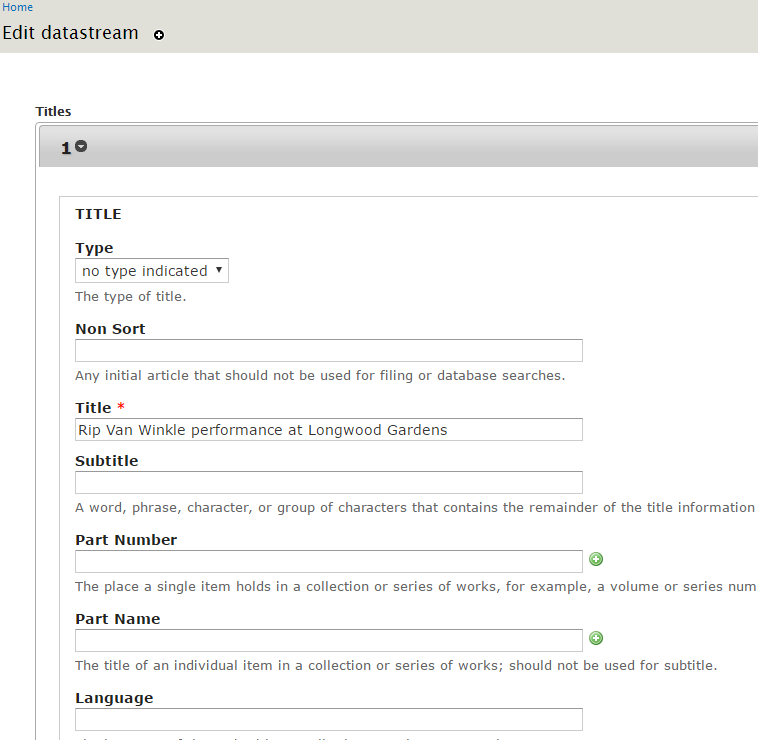 Home
Edit datastream
Titles
1
TITLE
Type
no type indicated
The type of title.
Non Sort
Any initial article that should not be used for filing or database searches.
Title *
Rip Van Winkle performance at Longwood Gardens
Subtitle
A word, phrase, character, or group of characters that contains the remainder of the title information
Part Number
The place a single item holds in a collection or series of works, for example, a volume or series num
Part Name
The title of an individual item in a collection or series of works; should not be used for subtitle.
Language